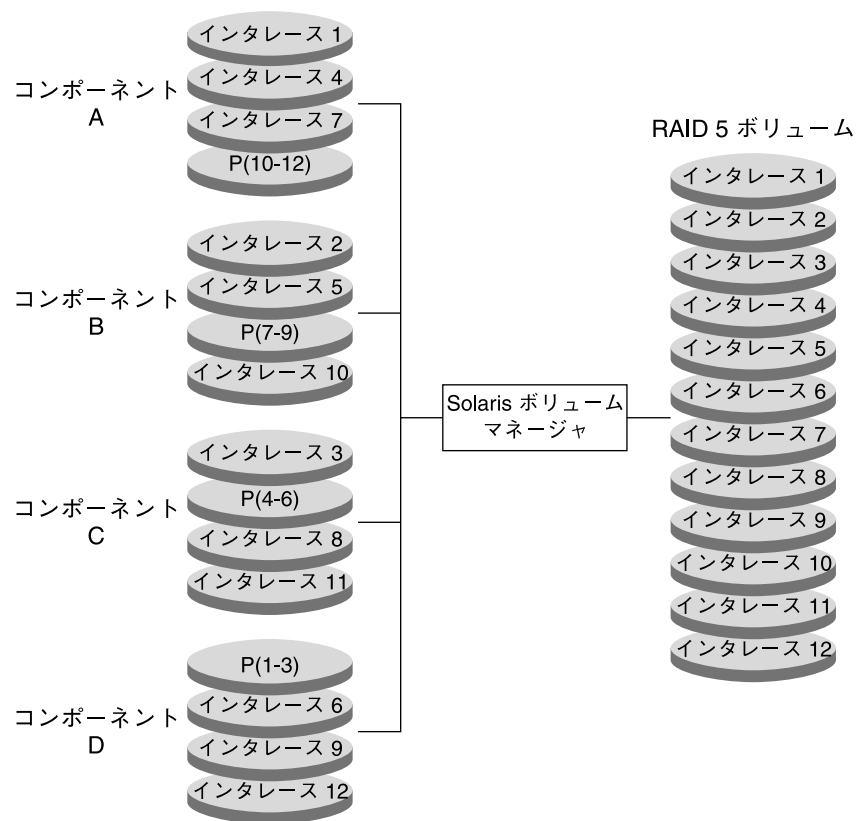 インタレース 1
インタレース 4
インタレース 7
P(10-12)
コンポーネント
A
インタレース 2
インタレース 5
P(7-9)
インタレース 10
コンポーネント
B
インタレース 3
P(4-6)
インタレース 8
インタレース 11
コンポーネント
C
P(1-3)
インタレース 6
インタレース 9
インタレース 12
コンポーネント
D
Solaris ボリューム
マネージャ
RAID 5 ボリューム
インタレース 1
インタレース 2
インタレース 3
インタレース 4
インタレース 5
インタレース 6
インタレース 7
インタレース 8
インタレース 9
インタレース 10
インタレース 11
インタレース 12